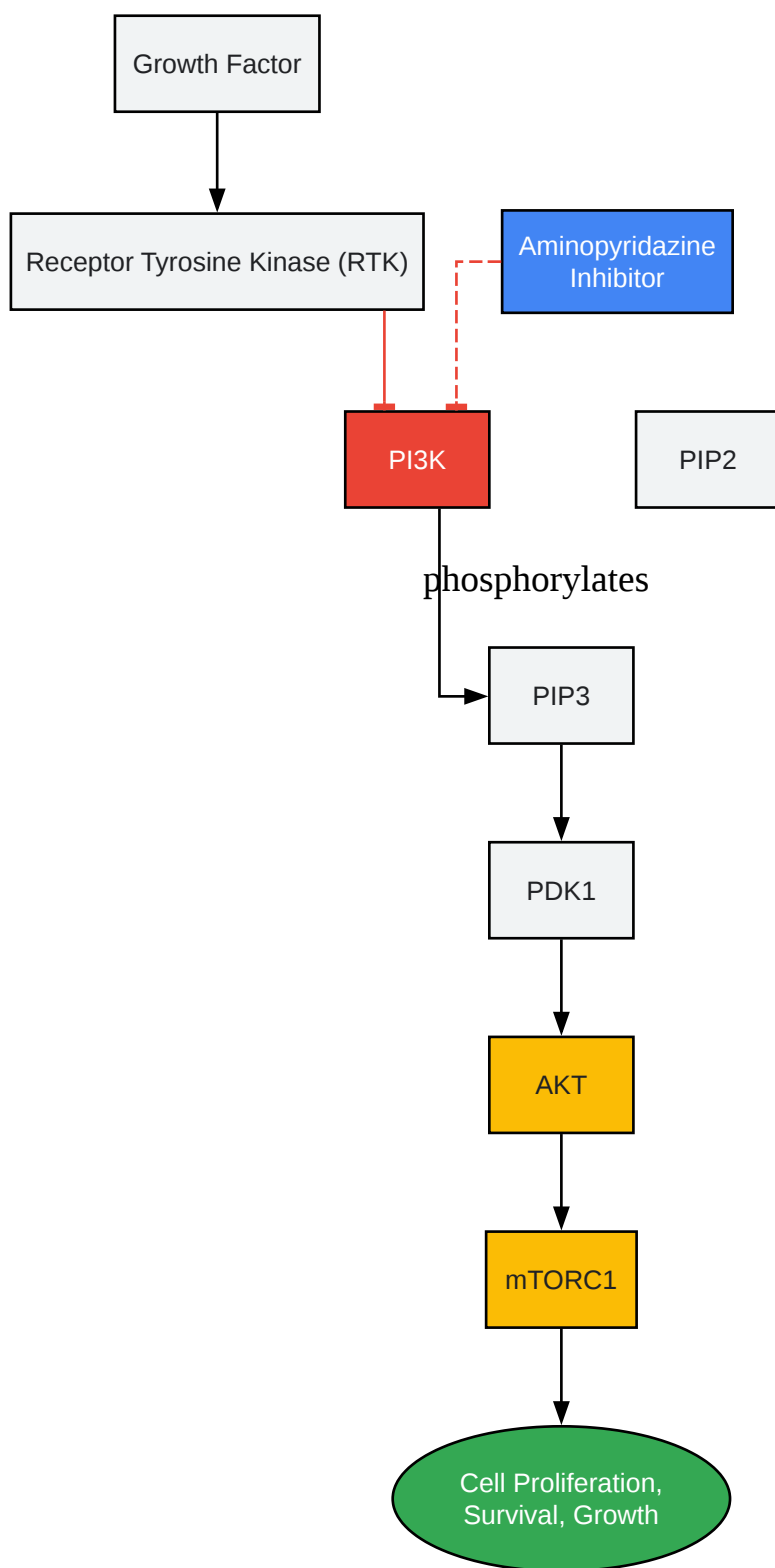 Growth Factor
Receptor Tyrosine Kinase (RTK)
Aminopyridazine
Inhibitor
PI3K
PIP2
phosphorylates
PIP3
PDK1
AKT
mTORC1
Cell Proliferation,
Survival, Growth